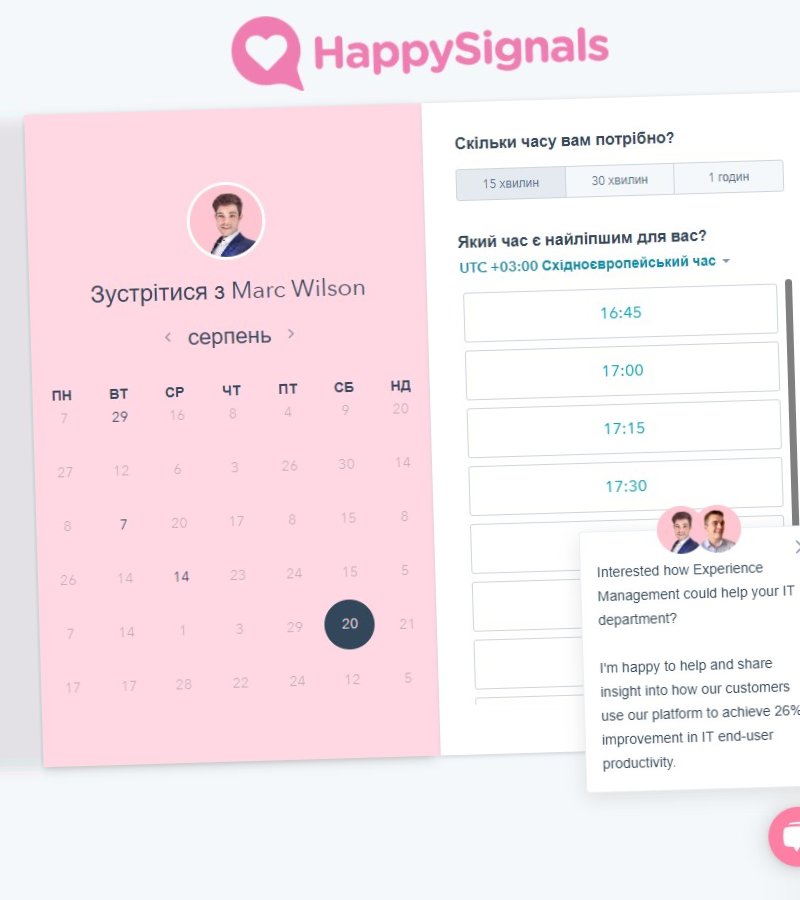 HappySignals
Зустрітися з Marc Wilson
серпень
ПН ВТ СР ЧТ ПТ СБ НД
7 29 16 8 4 9 20
27 12 6 3 26 30 14
8 7 20 17 8 15 8
26 14 14 23 24 15 5
7 14 1 3 29 20 21
17 17 28 22 24 12 5
Скільки часу вам потрібно?
15 хвилин 30 хвилин 1 годин
Який час є найліпшим для вас?
UTC +03:00 Східноєвропейський час
16:45
17:00
17:15
17:30
Interested how Experience
Management could help your IT
department?
I'm happy to help and share
insight into how our customers
use our platform to achieve 26%
improvement in IT end-user
productivity.